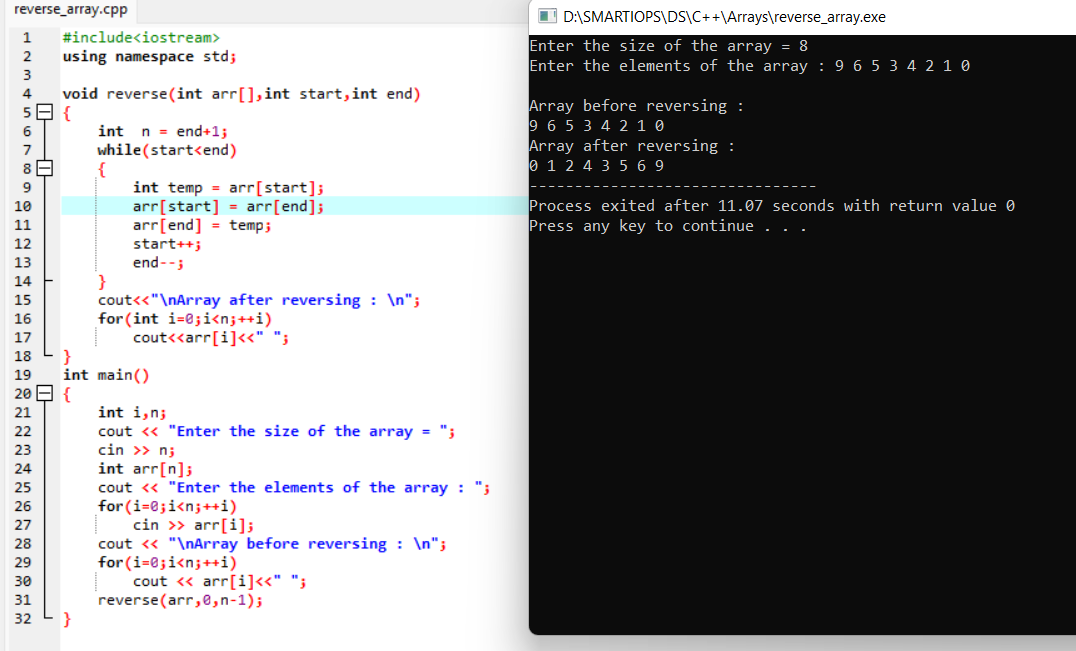 reverse_array.cpp
1 #include<iostream>
2 using namespace std;
3
4 void reverse(int arr[],int start,int end)
5 {
6 int  n = end+1;
7 while(start<end)
8 {
9 int temp = arr[start];
10 arr[start] = arr[end];
11 arr[end] = temp;
12 start++;
13 end--;
14 }
15 cout<<"\nArray after reversing : \n";
16 for(int i=0;i<n;++i)
17 cout<<arr[i]<<" ";
18 }
19 int main()
20 {
21 int i,n;
22 cout << "Enter the size of the array = ";
23 cin >> n;
24 int arr[n];
25 cout << "Enter the elements of the array : ";
26 for(i=0;i<n;++i)
27 cin >> arr[i];
28 cout << "\nArray before reversing : \n";
29 for(i=0;i<n;++i)
30 cout << arr[i]<<" ";
31 reverse(arr,0,n-1);
32 }
D:\SMARTIOPS\DS\C++\Arrays\reverse_array.exe
Enter the size of the array = 8
Enter the elements of the array : 9 6 5 3 4 2 1 0
Array before reversing :
9 6 5 3 4 2 1 0
Array after reversing :
0 1 2 4 3 5 6 9
--------------------------------
Process exited after 11.07 seconds with return value 0
Press any key to continue . . .